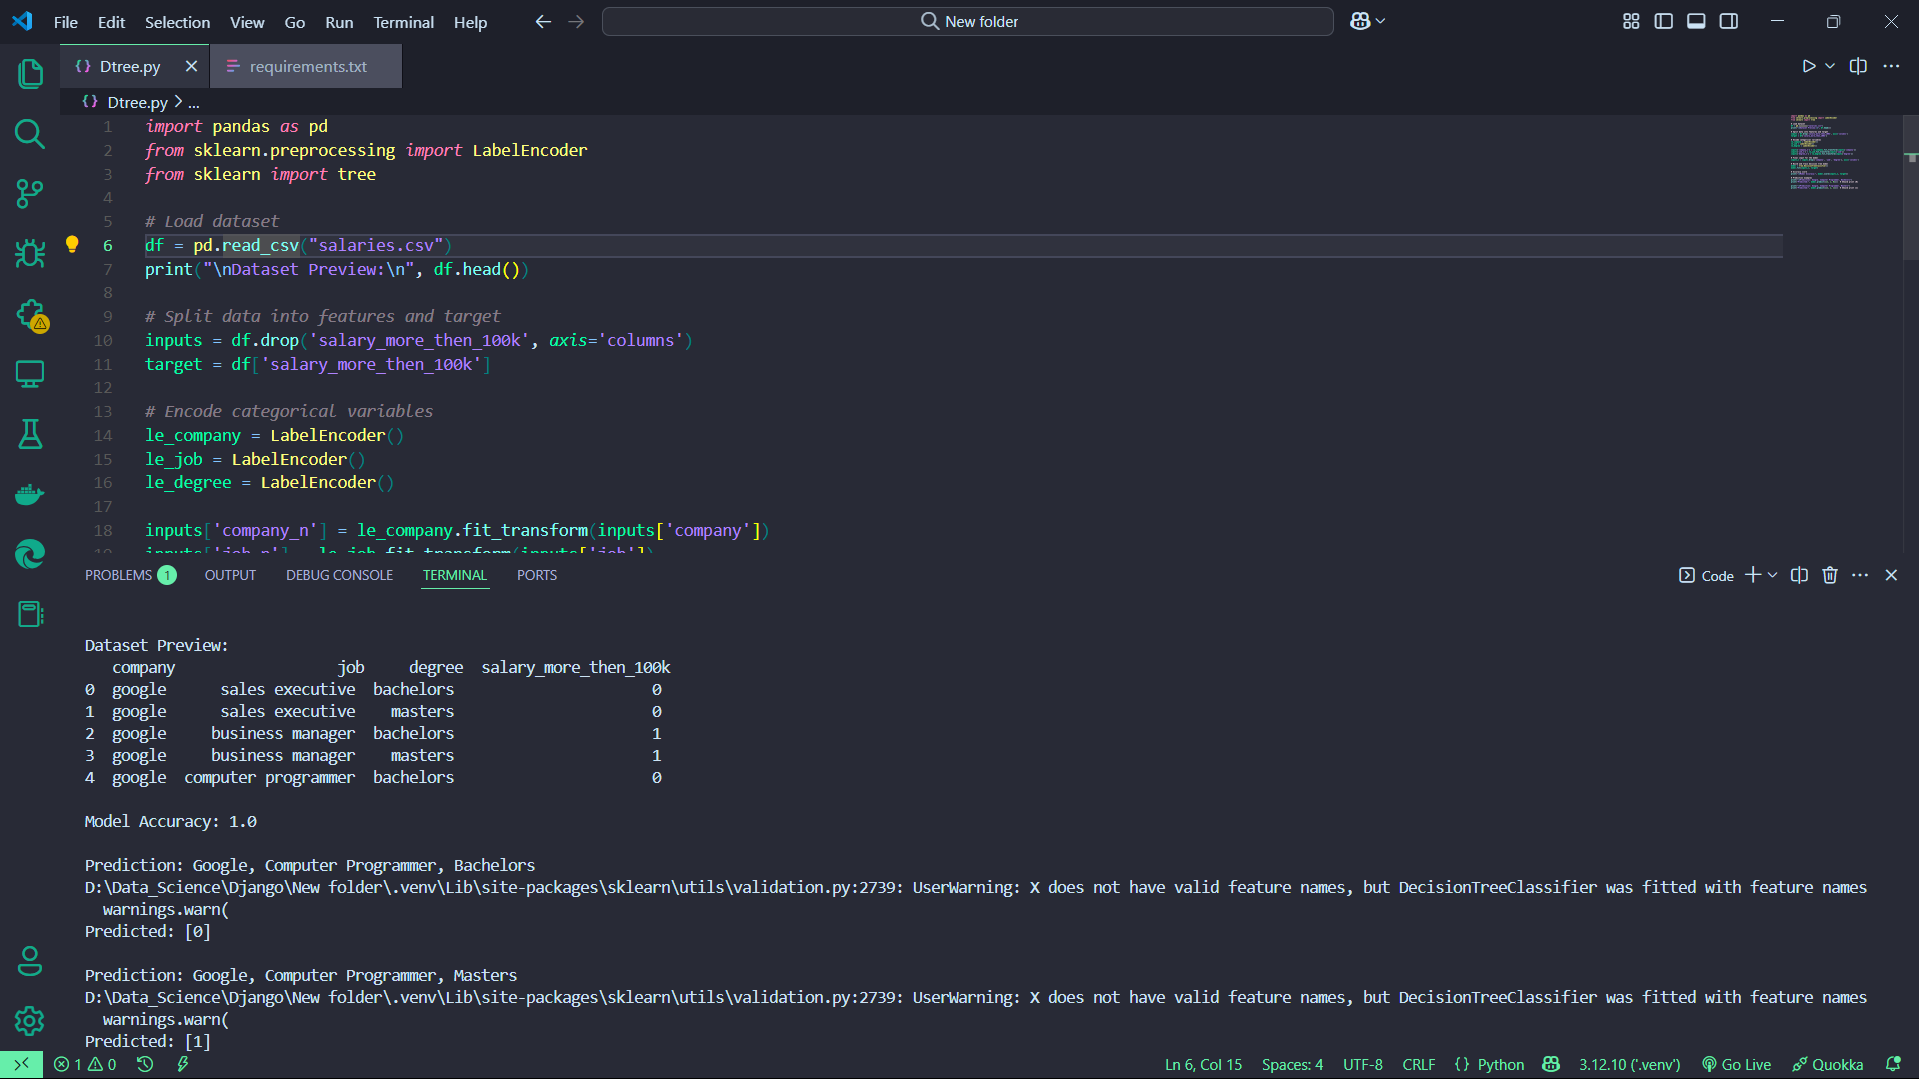 File Edit Selection View Go Run Terminal Help
New folder
Dtree.py
requirements.txt
Dtree.py > ...
1 import pandas as pd
2 from sklearn.preprocessing import LabelEncoder
3 from sklearn import tree
4
5 # Load dataset
6 df = pd.read_csv("salaries.csv")
7 print("\nDataset Preview:\n", df.head())
8
9 # Split data into features and target
10 inputs = df.drop('salary_more_then_100k', axis='columns')
11 target = df['salary_more_then_100k']
12
13 # Encode categorical variables
14 le_company = LabelEncoder()
15 le_job = LabelEncoder()
16 le_degree = LabelEncoder()
17
18 inputs['company_n'] = le_company.fit_transform(inputs['company'])
19 inputs['job_n'] = le_job.fit_transform(inputs['job'])
PROBLEMS 1 OUTPUT DEBUG CONSOLE TERMINAL PORTS
Code
Dataset Preview:
company job degree salary_more_then_100k
0 google sales executive bachelors 0
1 google sales executive masters 0
2 google business manager bachelors 1
3 google business manager masters 1
4 google computer programmer bachelors 0
Model Accuracy: 1.0
Prediction: Google, Computer Programmer, Bachelors
D:\Data_Science\Django\New folder\.venv\Lib\site-packages\sklearn\utils\validation.py:2739: UserWarning: X does not have valid feature names, but DecisionTreeClassifier was fitted with feature names
warnings.warn(
Predicted: [0]
Prediction: Google, Computer Programmer, Masters
D:\Data_Science\Django\New folder\.venv\Lib\site-packages\sklearn\utils\validation.py:2739: UserWarning: X does not have valid feature names, but DecisionTreeClassifier was fitted with feature names
warnings.warn(
Predicted: [1]
1 0 Ln 6, Col 15 Spaces: 4 UTF-8 CRLF {} Python 3.12.10 ('.venv') Go Live Quokka